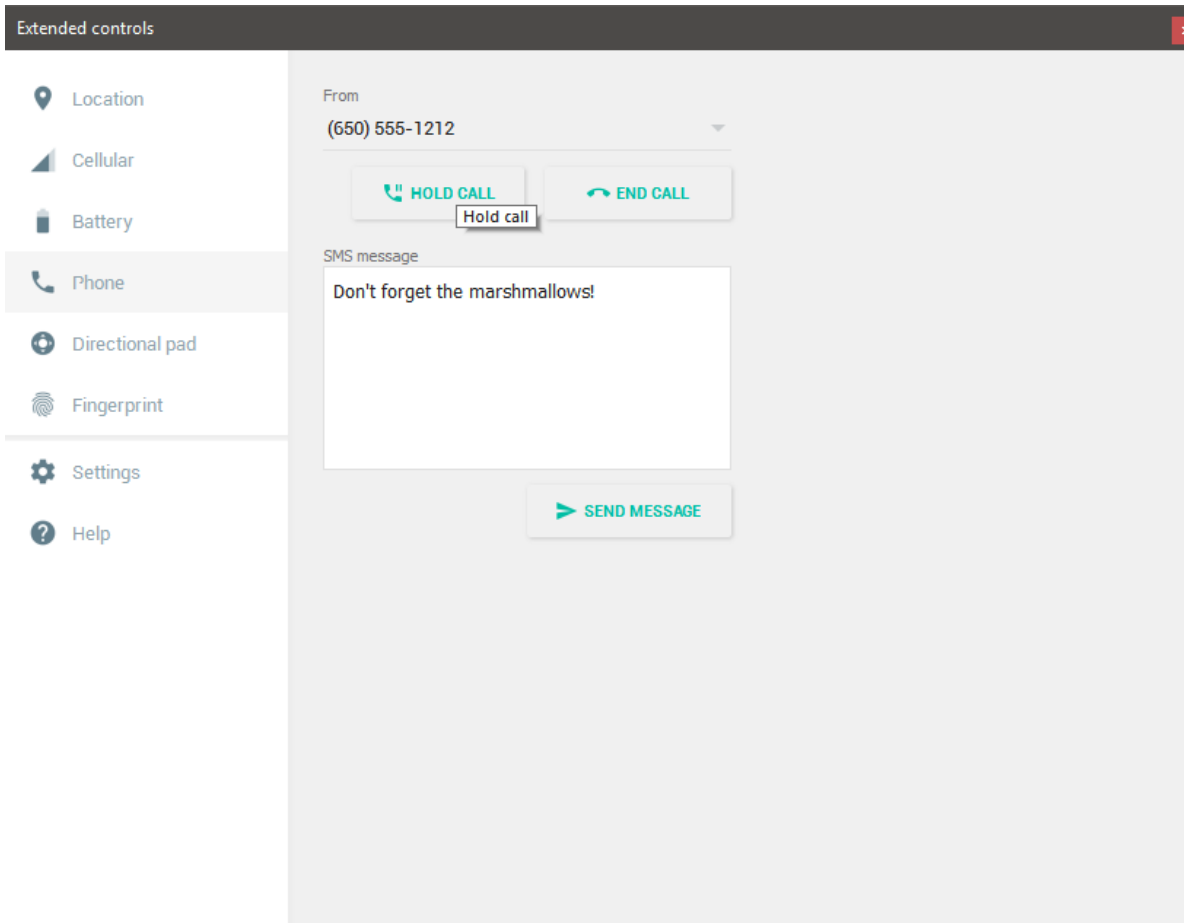 Extended controls
Location
Cellular
Battery
Phone
Directional pad
Fingerprint
Settings
Help
From
(650) 555-1212
HOLD CALL
END CALL
Hold call
SMS message
Don't forget the marshmallows!
SEND MESSAGE